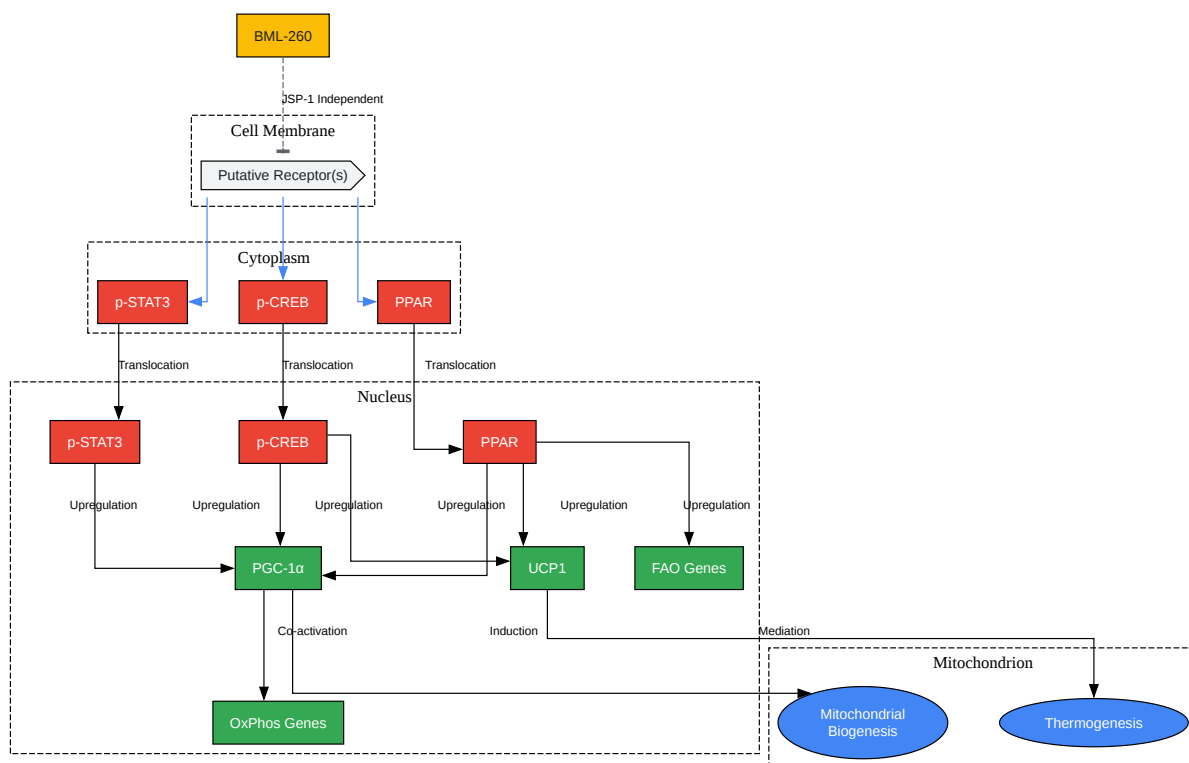 BML-260
JSP-1 Independent
Cell Membrane
Putative Receptor(s)
Cytoplasm
p-STAT3
p-CREB
PPAR
Translocation
Translocation
Translocation
Nucleus
p-STAT3
p-CREB
PPAR
Upregulation
Upregulation
Upregulation
Upregulation
Upregulation
Upregulation
PGC-1α
UCP1
FAO Genes
Co-activation
Induction
Mediation
Mitochondrion
OxPhos Genes
Mitochondrial
Biogenesis
Thermogenesis